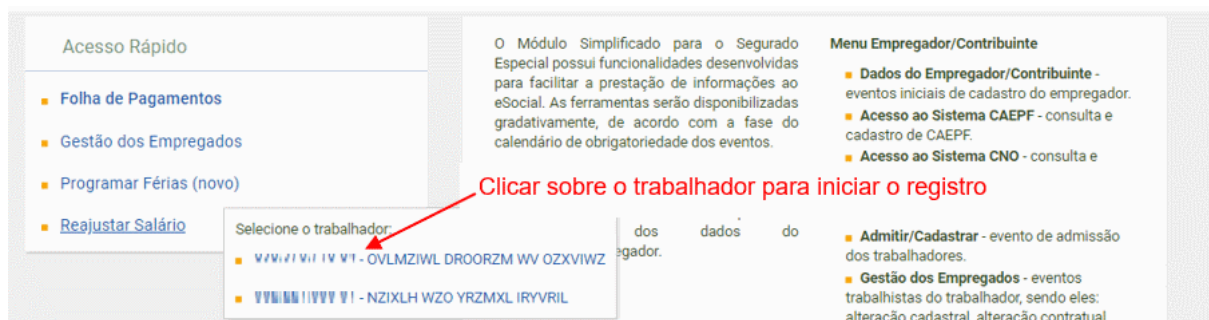 Acesso Rápido
Folha de Pagamentos
Gestão dos Empregados
Programar Férias (novo)
Reajustar Salário
Selecione o trabalhador:
- OVLMZIWL DROORZM WV OZXVIWZ
- NZIXLH WZO YRZMXL IRYVRIL
Clicar sobre o trabalhador para iniciar o registro
O Módulo Simplificado para o Segurado
Especial possui funcionalidades desenvolvidas
para facilitar a prestação de informações ao
eSocial. As ferramentas serão disponibilizadas
gradativamente, de acordo com a fase do
calendário de obrigatoriedade dos eventos.
dos dados do
egador.
Menu Empregador/Contribuinte
Dados do Empregador/Contribuinte -
eventos iniciais de cadastro do empregador.
Acesso ao Sistema CAEPF - consulta e
cadastro de CAEPF.
Acesso ao Sistema CNO - consulta e
Admitir/Cadastrar - evento de admissão
dos trabalhadores.
Gestão dos Empregados - eventos
trabalhistas do trabalhador, sendo eles:
alteração cadastral, alteração contratual